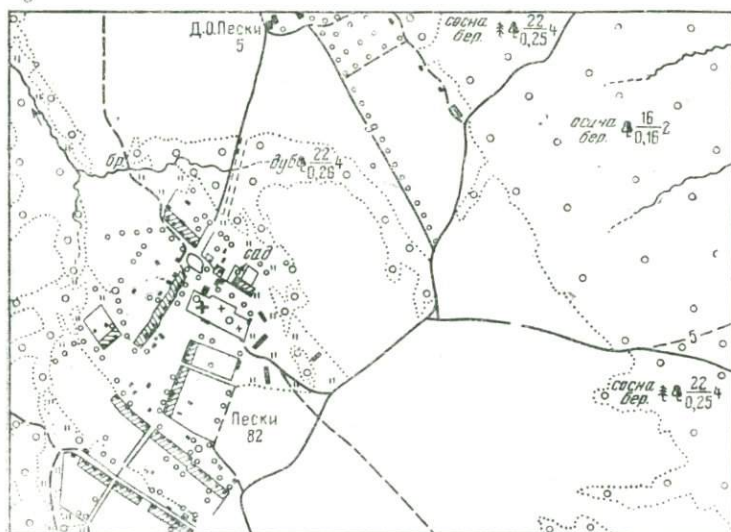 Д.О.Пески
5
сосна
бер.
22
0,25
4
осина
бер.
16
0,16
2
бр.
дуб
22
0,26
4
сад
5
сосна
бер.
22
0,25
4
Пески
82